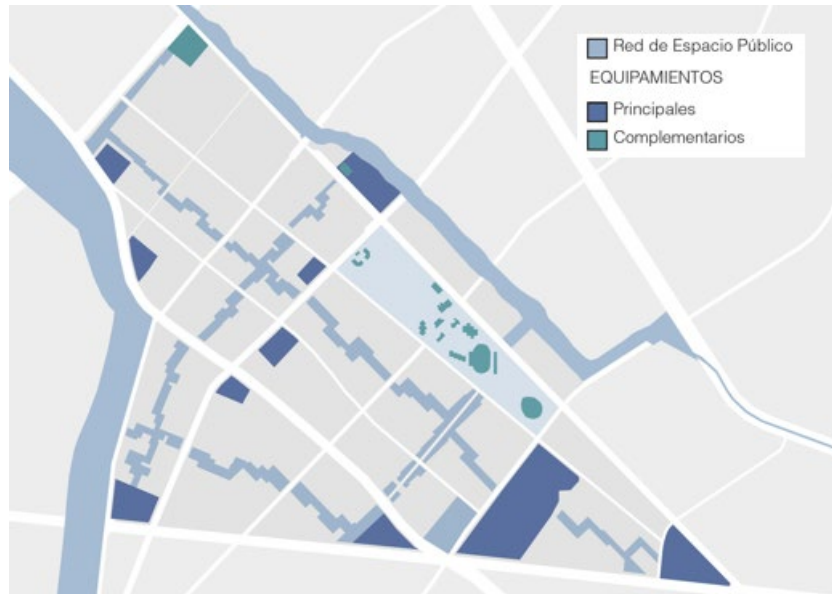 Red de Espacio Público
EQUIPAMIENTOS
Principales
Complementarios